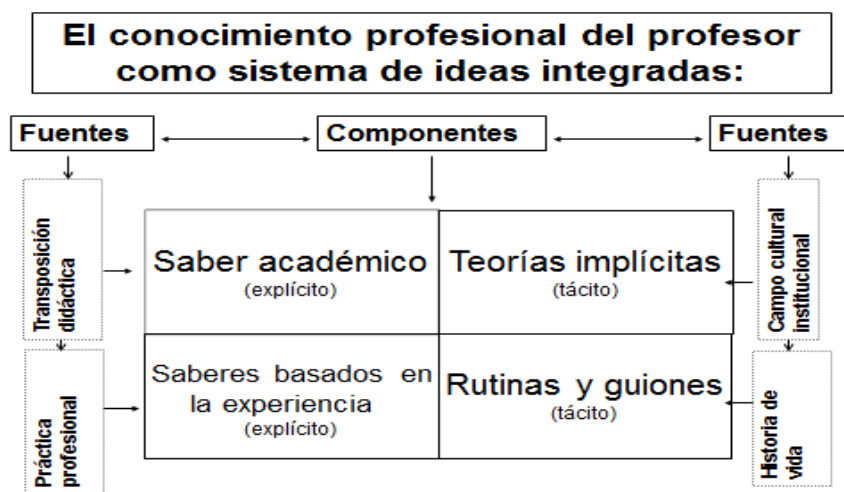 El conocimiento profesional del profesor
como sistema de ideas integradas:
Fuentes
Componentes
Fuentes
Transposición
didáctica
Saber académico
(explícito)
Teorías implícitas
(tácito)
Campo cultural
institucional
Práctica
profesional
Saberes basados en
la experiencia
(explícito)
Rutinas y guiones
(tácito)
Historia de
vida